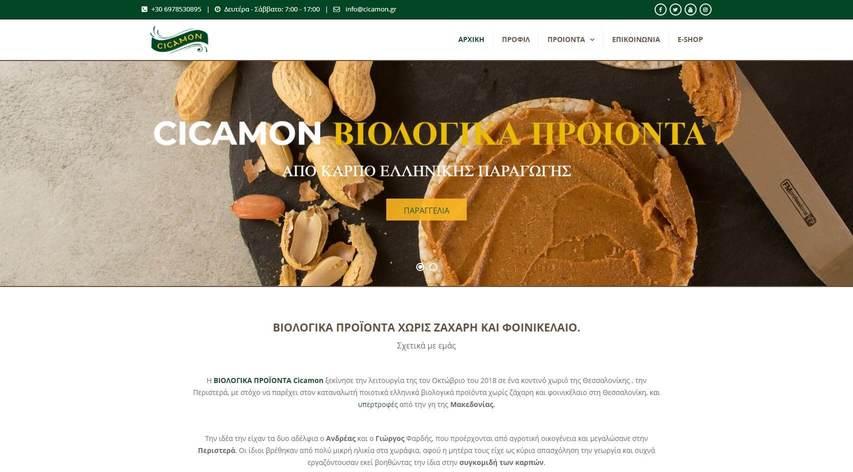 +30 6978530895 | Δευτέρα - Σάββατο: 7:00 - 17:00 | info@cicamon.gr
CICAMON
ΑΡΧΙΚΗ ΠΡΟΦΙΛ ΠΡΟΙΟΝΤΑ ΕΠΙΚΟΙΝΩΝΙΑ E-SHOP
CICAMON ΒΙΟΛΟΓΙΚΑ ΠΡΟΙΟΝΤΑ
ΑΠΟ ΚΑΡΠΟ ΕΛΛΗΝΙΚΗΣ ΠΑΡΑΓΩΓΗΣ
ΠΑΡΑΓΓΕΛΙΑ
ΒΙΟΛΟΓΙΚΑ ΠΡΟΪΟΝΤΑ ΧΩΡΙΣ ΖΑΧΑΡΗ ΚΑΙ ΦΟΙΝΙΚΕΛΑΙΟ.
Σχετικά με εμάς
Η ΒΙΟΛΟΓΙΚΑ ΠΡΟΪΟΝΤΑ Cicamon ξεκίνησε την λειτουργία της τον Οκτώβριο του 2018 σε ένα κοντινό χωριό της Θεσσαλονίκης , την
Περιστερά, με στόχο να παρέχει στον καταναλωτή ποιοτικά ελληνικά βιολογικά προϊόντα χωρίς ζάχαρη και φοινικέλαιο στη Θεσσαλονίκη, και
υπερτροφές από την γη της Μακεδονίας.
Την ιδέα την είχαν τα δυο αδέλφια ο Ανδρέας και ο Γιώργος Φαρδής, που προέρχονται από αγροτική οικογένεια και μεγαλώσανε στην
Περιστερά. Οι ίδιοι βρέθηκαν από πολύ μικρή ηλικία στα χωράφια, αφού η μητέρα τους είχε ως κύρια απασχόληση την γεωργία και συχνά
εργαζόντουσαν εκεί βοηθώντας την ίδια στην συγκομιδή των καρπών.